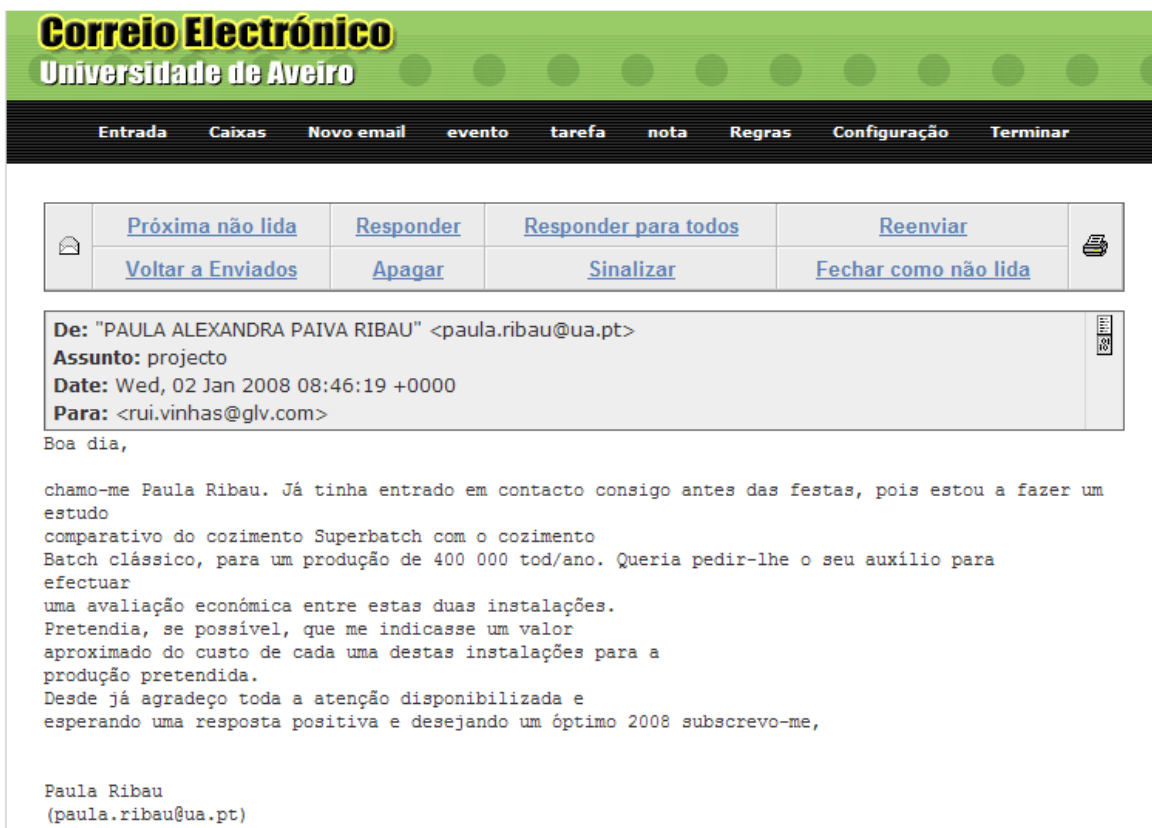 Correio Electrónico
Universidade de Aveiro
Entrada Caixas Novo email evento tarefa nota Regras Configuração Terminar
Próxima não lida Responder Responder para todos Reenviar
Voltar a Enviados Apagar Sinalizar Fechar como não lida
De: "PAULA ALEXANDRA PAIVA RIBAU" <paula.ribau@ua.pt>
Assunto: projecto
Date: Wed, 02 Jan 2008 08:46:19 +0000
Para: <rui.vinhas@glv.com>
Boa dia,
chamo-me Paula Ribau. Já tinha entrado em contacto consigo antes das festas, pois estou a fazer um
estudo
comparativo do cozimento Superbatch com o cozimento
Batch clássico, para um produção de 400 000 tod/ano. Queria pedir-lhe o seu auxílio para
efectuar
uma avaliação económica entre estas duas instalações.
Pretendia, se possível, que me indicasse um valor
aproximado do custo de cada uma destas instalações para a
produção pretendida.
Desde já agradeço toda a atenção disponibilizada e
esperando uma resposta positiva e desejando um óptimo 2008 subscrevo-me,
Paula Ribau
(paula.ribau@ua.pt)